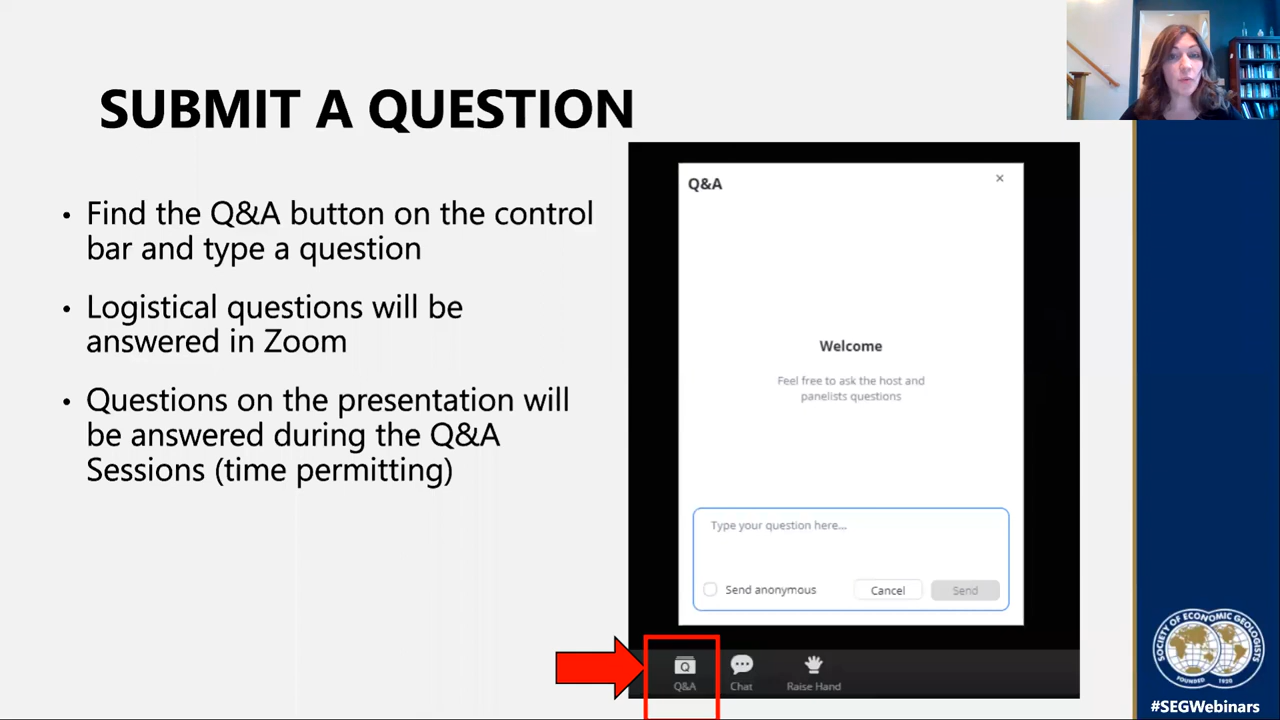 SUBMIT A QUESTION
• Find the Q&A button on the control
bar and type a question
• Logistical questions will be
answered in Zoom
• Questions on the presentation will
be answered during the Q&A
Sessions (time permitting)
Q&A
Welcome
Feel free to ask the host and
panelists questions
Type your question here...
Send anonymous
Cancel
Send
Q&A
Chat
Raise Hand
SOCIETY OF ECONOMIC GEOLOGISTS
FOUNDED 1920
#SEGWebinars